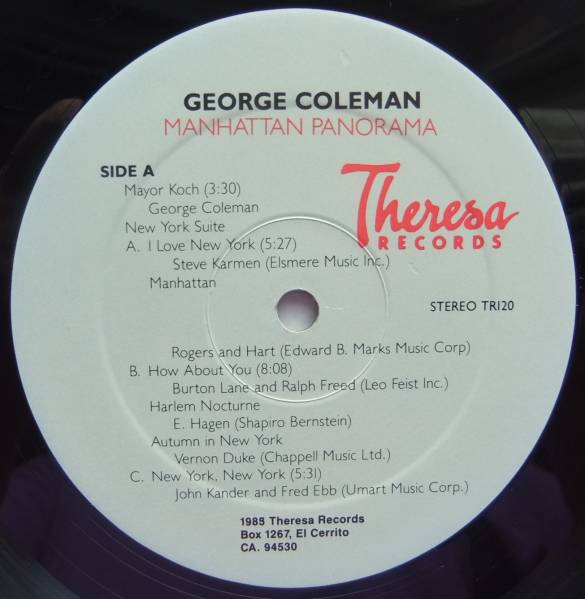 GEORGE COLEMAN
MANHATTAN PANORAMA
SIDE A
Theresa
RECORDS
Mayor Koch (3:30)
George Coleman
New York Suite
A. I Love New York (5:27)
Steve Karmen (Elsmere Music Inc.)
Manhattan
STEREO TR120
Rogers and Hart (Edward B. Marks Music Corp)
B. How About You (8:08)
Burton Lane and Ralph Freed (Leo Feist Inc.)
Harlem Nocturne
E. Hagen (Shapiro Bernstein)
Autumn in New York
Vernon Duke (Chappell Music Ltd.)
C. New York, New York (5:31)
John Kander and Fred Ebb (Umart Music Corp.)
1985 Theresa Records
Box 1267, El Cerrito
CA. 94530